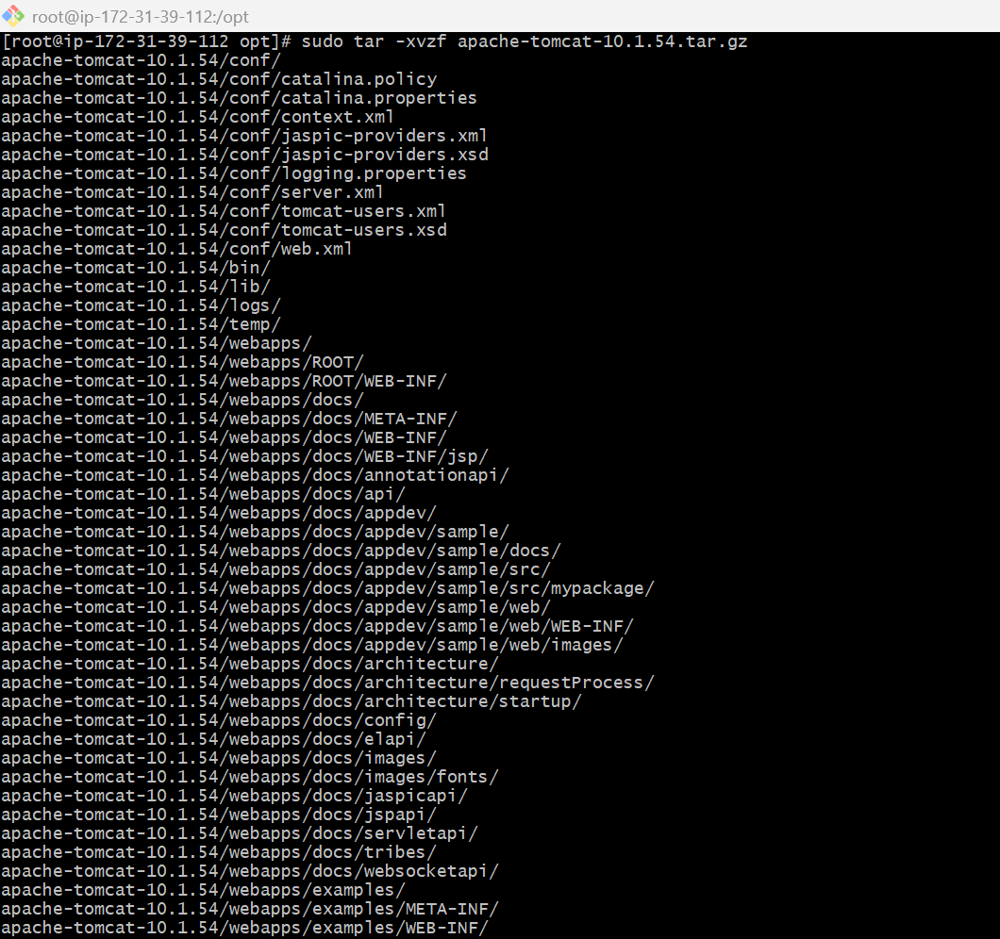 root@ip-172-31-39-112:/opt
[root@ip-172-31-39-112 opt]# sudo tar -xvzf apache-tomcat-10.1.54.tar.gz
apache-tomcat-10.1.54/conf/
apache-tomcat-10.1.54/conf/catalina.policy
apache-tomcat-10.1.54/conf/catalina.properties
apache-tomcat-10.1.54/conf/context.xml
apache-tomcat-10.1.54/conf/jaspic-providers.xml
apache-tomcat-10.1.54/conf/jaspic-providers.xsd
apache-tomcat-10.1.54/conf/logging.properties
apache-tomcat-10.1.54/conf/server.xml
apache-tomcat-10.1.54/conf/tomcat-users.xml
apache-tomcat-10.1.54/conf/tomcat-users.xsd
apache-tomcat-10.1.54/conf/web.xml
apache-tomcat-10.1.54/bin/
apache-tomcat-10.1.54/lib/
apache-tomcat-10.1.54/logs/
apache-tomcat-10.1.54/temp/
apache-tomcat-10.1.54/webapps/
apache-tomcat-10.1.54/webapps/ROOT/
apache-tomcat-10.1.54/webapps/ROOT/WEB-INF/
apache-tomcat-10.1.54/webapps/docs/
apache-tomcat-10.1.54/webapps/docs/META-INF/
apache-tomcat-10.1.54/webapps/docs/WEB-INF/
apache-tomcat-10.1.54/webapps/docs/WEB-INF/jsp/
apache-tomcat-10.1.54/webapps/docs/annotationapi/
apache-tomcat-10.1.54/webapps/docs/api/
apache-tomcat-10.1.54/webapps/docs/appdev/
apache-tomcat-10.1.54/webapps/docs/appdev/sample/
apache-tomcat-10.1.54/webapps/docs/appdev/sample/docs/
apache-tomcat-10.1.54/webapps/docs/appdev/sample/src/
apache-tomcat-10.1.54/webapps/docs/appdev/sample/src/mypackage/
apache-tomcat-10.1.54/webapps/docs/appdev/sample/web/
apache-tomcat-10.1.54/webapps/docs/appdev/sample/web/WEB-INF/
apache-tomcat-10.1.54/webapps/docs/appdev/sample/web/images/
apache-tomcat-10.1.54/webapps/docs/architecture/
apache-tomcat-10.1.54/webapps/docs/architecture/requestProcess/
apache-tomcat-10.1.54/webapps/docs/architecture/startup/
apache-tomcat-10.1.54/webapps/docs/config/
apache-tomcat-10.1.54/webapps/docs/elapi/
apache-tomcat-10.1.54/webapps/docs/images/
apache-tomcat-10.1.54/webapps/docs/images/fonts/
apache-tomcat-10.1.54/webapps/docs/jaspicapi/
apache-tomcat-10.1.54/webapps/docs/jspapi/
apache-tomcat-10.1.54/webapps/docs/servletapi/
apache-tomcat-10.1.54/webapps/docs/tribes/
apache-tomcat-10.1.54/webapps/docs/websocketapi/
apache-tomcat-10.1.54/webapps/examples/
apache-tomcat-10.1.54/webapps/examples/META-INF/
apache-tomcat-10.1.54/webapps/examples/WEB-INF/